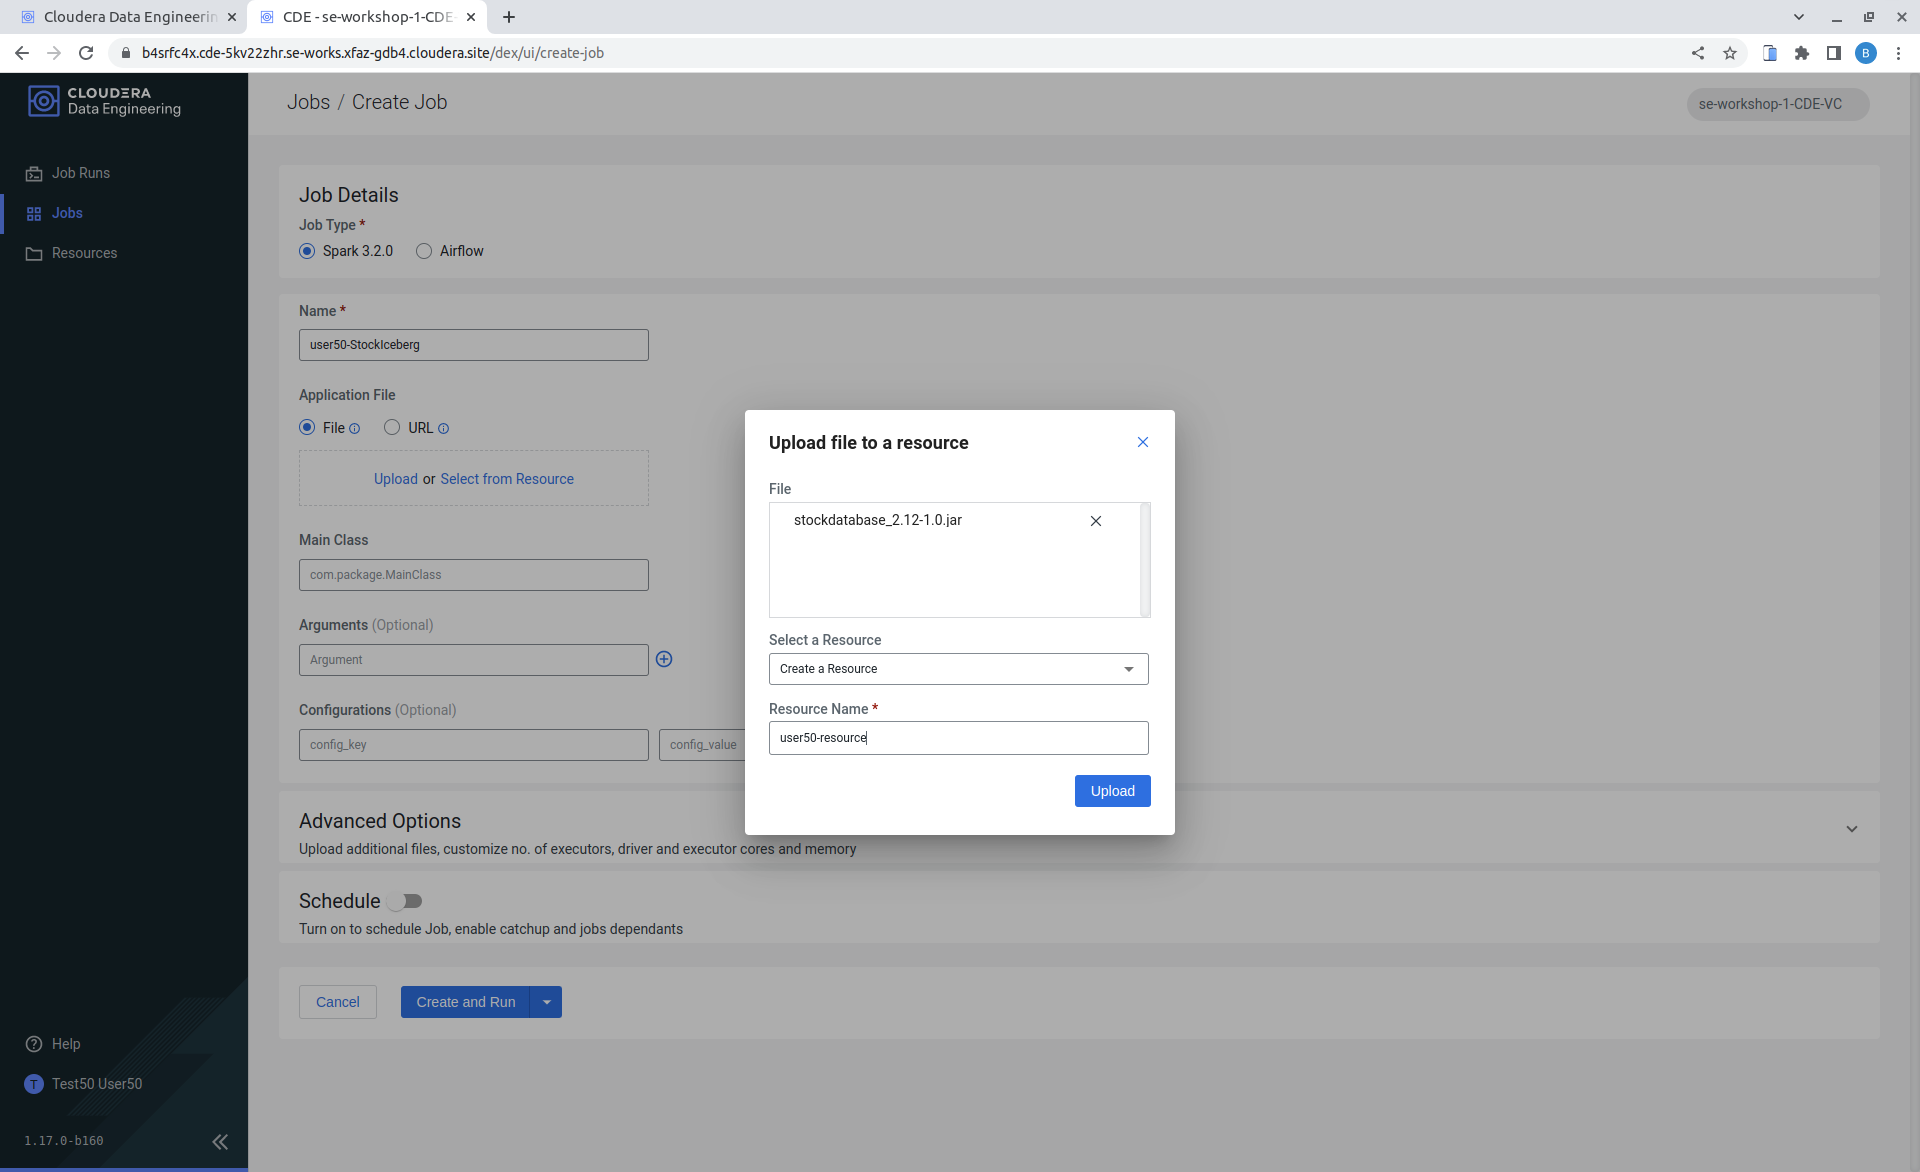 Cloudera Data Engineerin
CDE - se-workshop-1-CDE-
b4srfc4x.cde-5kv22zhr.se-works.xfaz-gdb4.cloudera.site/dex/ui/create-job
B
CLOUDERA
Data Engineering
Job Runs
Jobs
Resources
Help
T Test50 User50
1.17.0-b160
Jobs / Create Job
se-workshop-1-CDE-VC
Job Details
Job Type *
Spark 3.2.0 Airflow
Name *
user50-StockIceberg
Application File
File URL
Upload or Select from Resource
Main Class
com.package.MainClass
Arguments (Optional)
Argument
Configurations (Optional)
config_key config_value
Advanced Options
Upload additional files, customize no. of executors, driver and executor cores and memory
Schedule
Turn on to schedule Job, enable catchup and jobs dependants
Cancel Create and Run
Upload file to a resource
File
stockdatabase_2.12-1.0.jar
Select a Resource
Create a Resource
Resource Name *
user50-resource
Upload